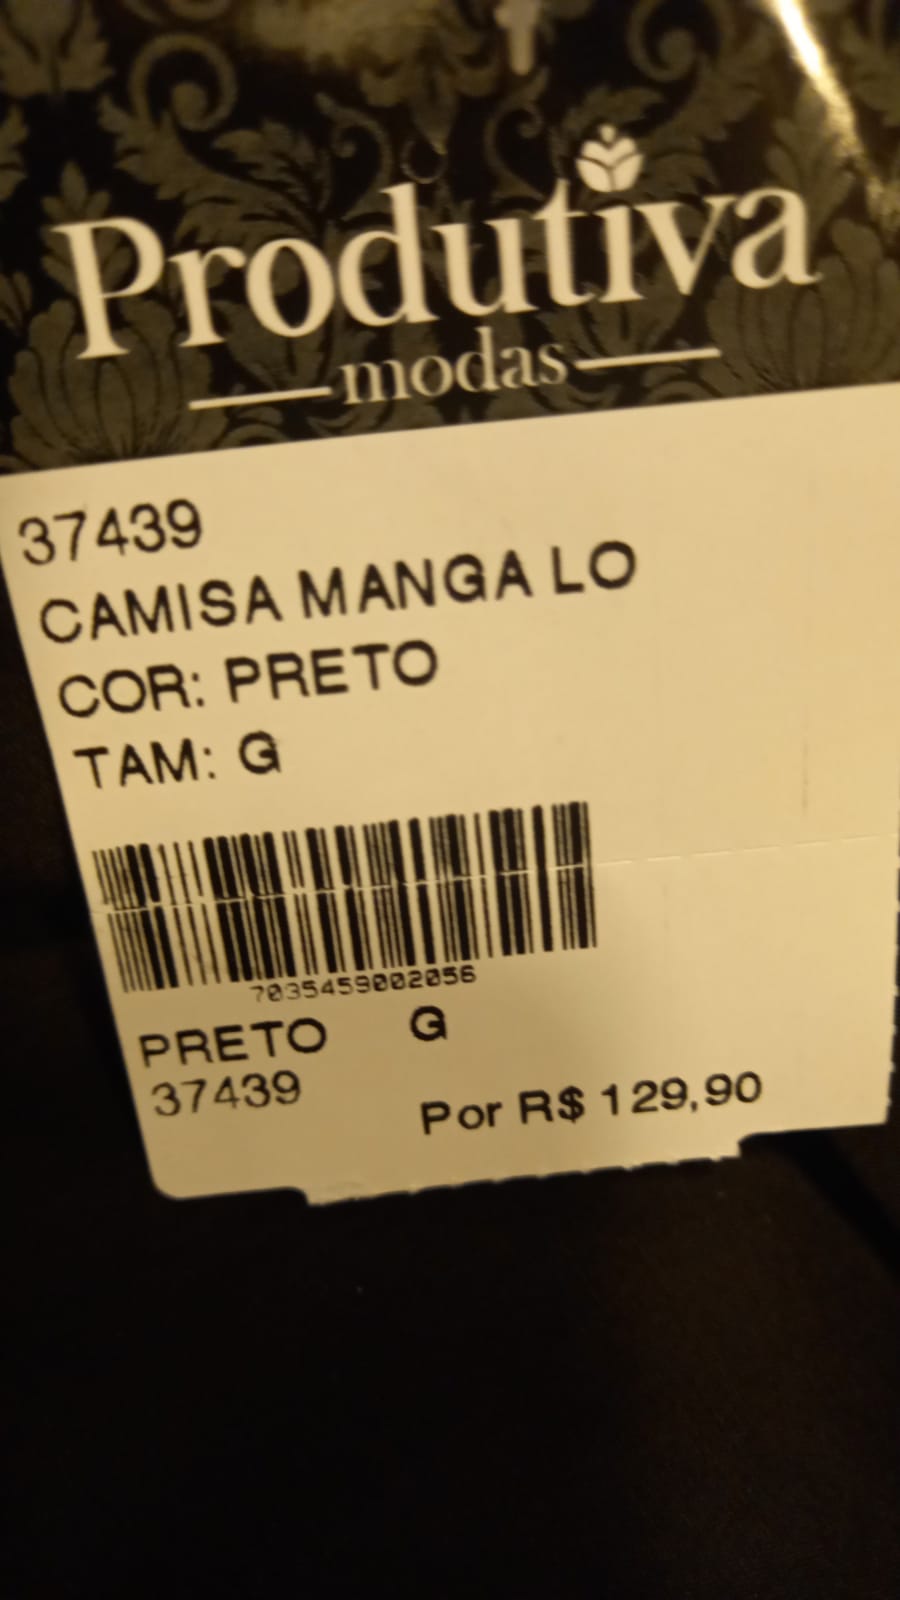 Produtiva
modas
37439
CAMISA MANGA LO
COR: PRETO
TAM: G
7035459002056
PRETO G
37439
Por R$ 129,90